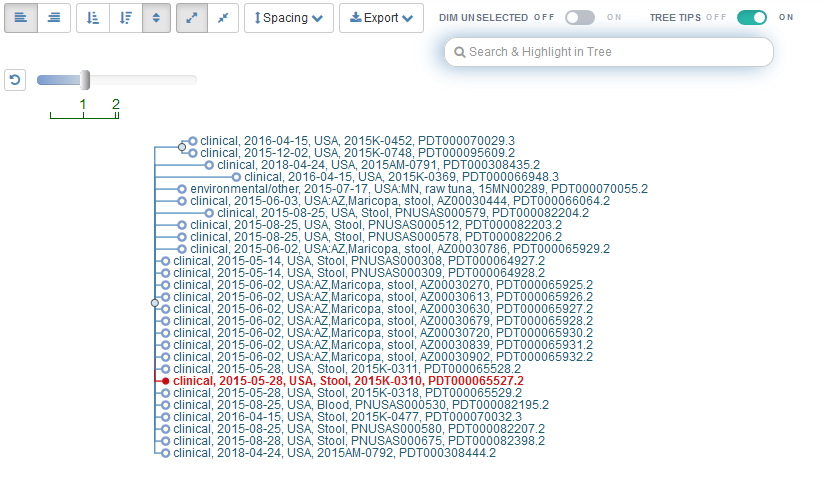 Spacing
Export
DIM UNSELECTED OFF ON
TREE TIPS OFF ON
Search & Highlight in Tree
1 2
clinical, 2016-04-15, USA, 2015K-0452, PDT000070029.3
clinical, 2015-12-02, USA, 2015K-0748, PDT000095609.2
clinical, 2018-04-24, USA, 2015AM-0791, PDT000308435.2
clinical, 2016-04-15, USA, 2015K-0369, PDT000066948.3
environmental/other, 2015-07-17, USA:MN, raw tuna, 15MN00289, PDT000070055.2
clinical, 2015-06-03, USA:AZ,Maricopa, stool, AZ00030444, PDT000066064.2
clinical, 2015-08-25, USA, Stool, PNUSAS000579, PDT000082204.2
clinical, 2015-08-25, USA, Stool, PNUSAS000512, PDT000082203.2
clinical, 2015-08-25, USA, Stool, PNUSAS000578, PDT000082206.2
clinical, 2015-06-02, USA:AZ,Maricopa, stool, AZ00030786, PDT000065929.2
clinical, 2015-05-14, USA, Stool, PNUSAS000308, PDT000064927.2
clinical, 2015-05-14, USA, Stool, PNUSAS000309, PDT000064928.2
clinical, 2015-06-02, USA:AZ,Maricopa, stool, AZ00030270, PDT000065925.2
clinical, 2015-06-02, USA:AZ,Maricopa, stool, AZ00030613, PDT000065926.2
clinical, 2015-06-02, USA:AZ,Maricopa, stool, AZ00030630, PDT000065927.2
clinical, 2015-06-02, USA:AZ,Maricopa, stool, AZ00030679, PDT000065928.2
clinical, 2015-06-02, USA:AZ,Maricopa, stool, AZ00030720, PDT000065930.2
clinical, 2015-06-02, USA:AZ,Maricopa, stool, AZ00030839, PDT000065931.2
clinical, 2015-06-02, USA:AZ,Maricopa, stool, AZ00030902, PDT000065932.2
clinical, 2015-05-28, USA, Stool, 2015K-0311, PDT000065528.2
clinical, 2015-05-28, USA, Stool, 2015K-0310, PDT000065527.2
clinical, 2015-05-28, USA, Stool, 2015K-0318, PDT000065529.2
clinical, 2015-08-25, USA, Blood, PNUSAS000530, PDT000082195.2
clinical, 2016-04-15, USA, Stool, 2015K-0477, PDT000070032.3
clinical, 2015-08-25, USA, Stool, PNUSAS000580, PDT000082207.2
clinical, 2015-08-28, USA, Stool, PNUSAS000675, PDT000082398.2
clinical, 2018-04-24, USA, 2015AM-0792, PDT000308444.2